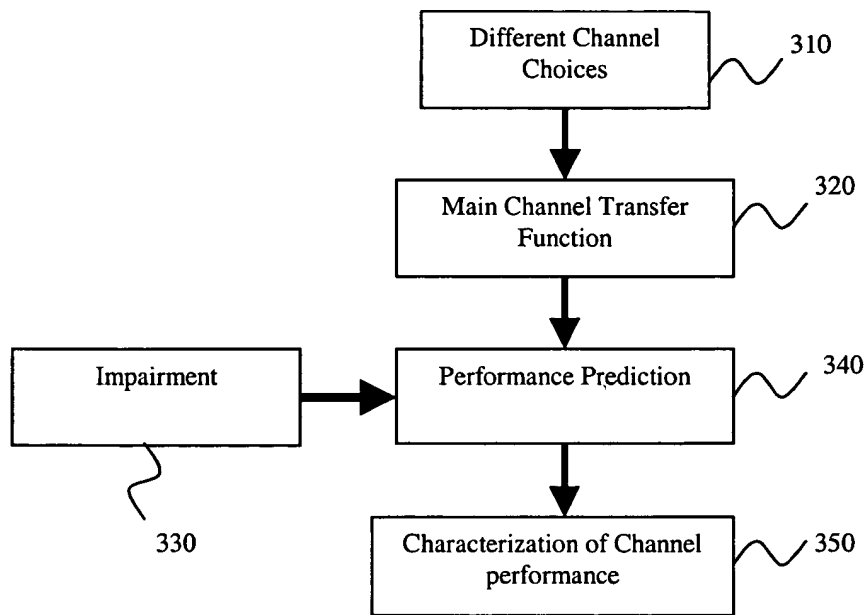 Different Channel
Choices
310
Main Channel Transfer
Function
320
Impairment
330
Performance Prediction
340
Characterization of Channel
performance
350